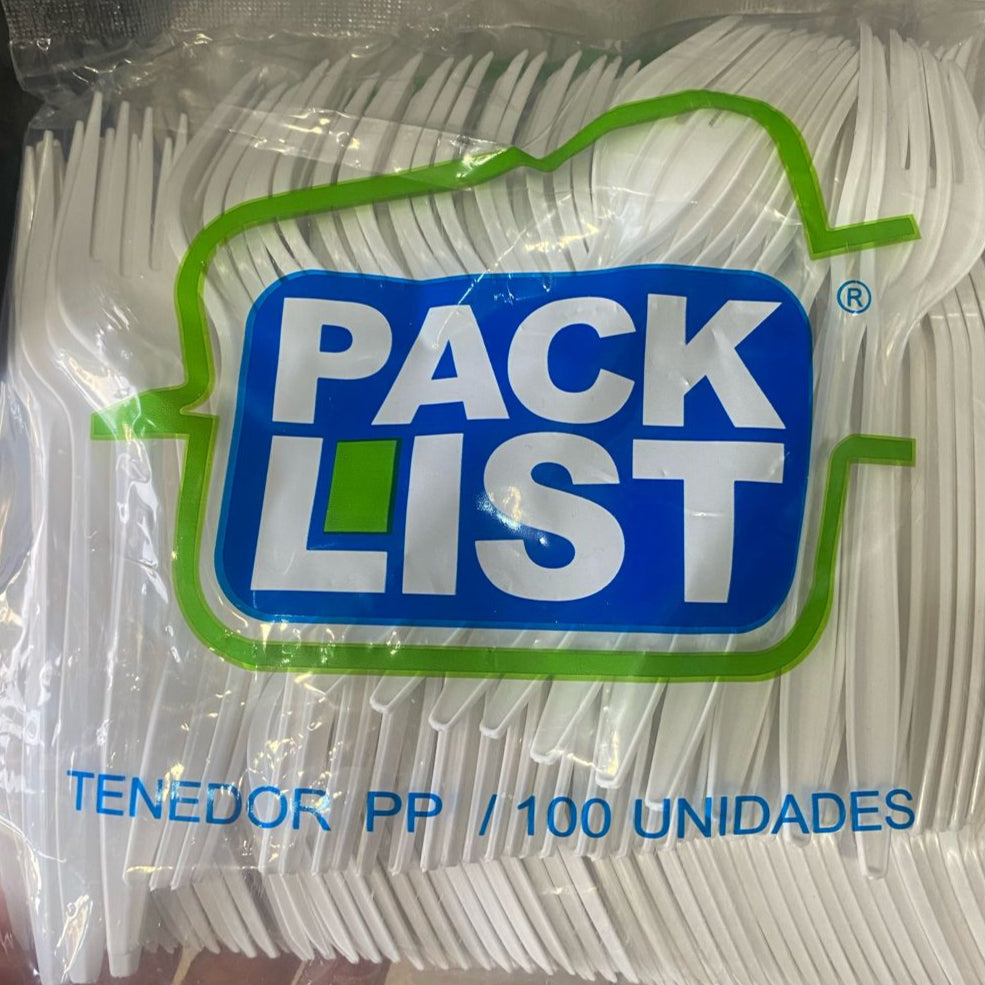 PACK
LIST
®
TENEDOR PP / 100 UNIDADES